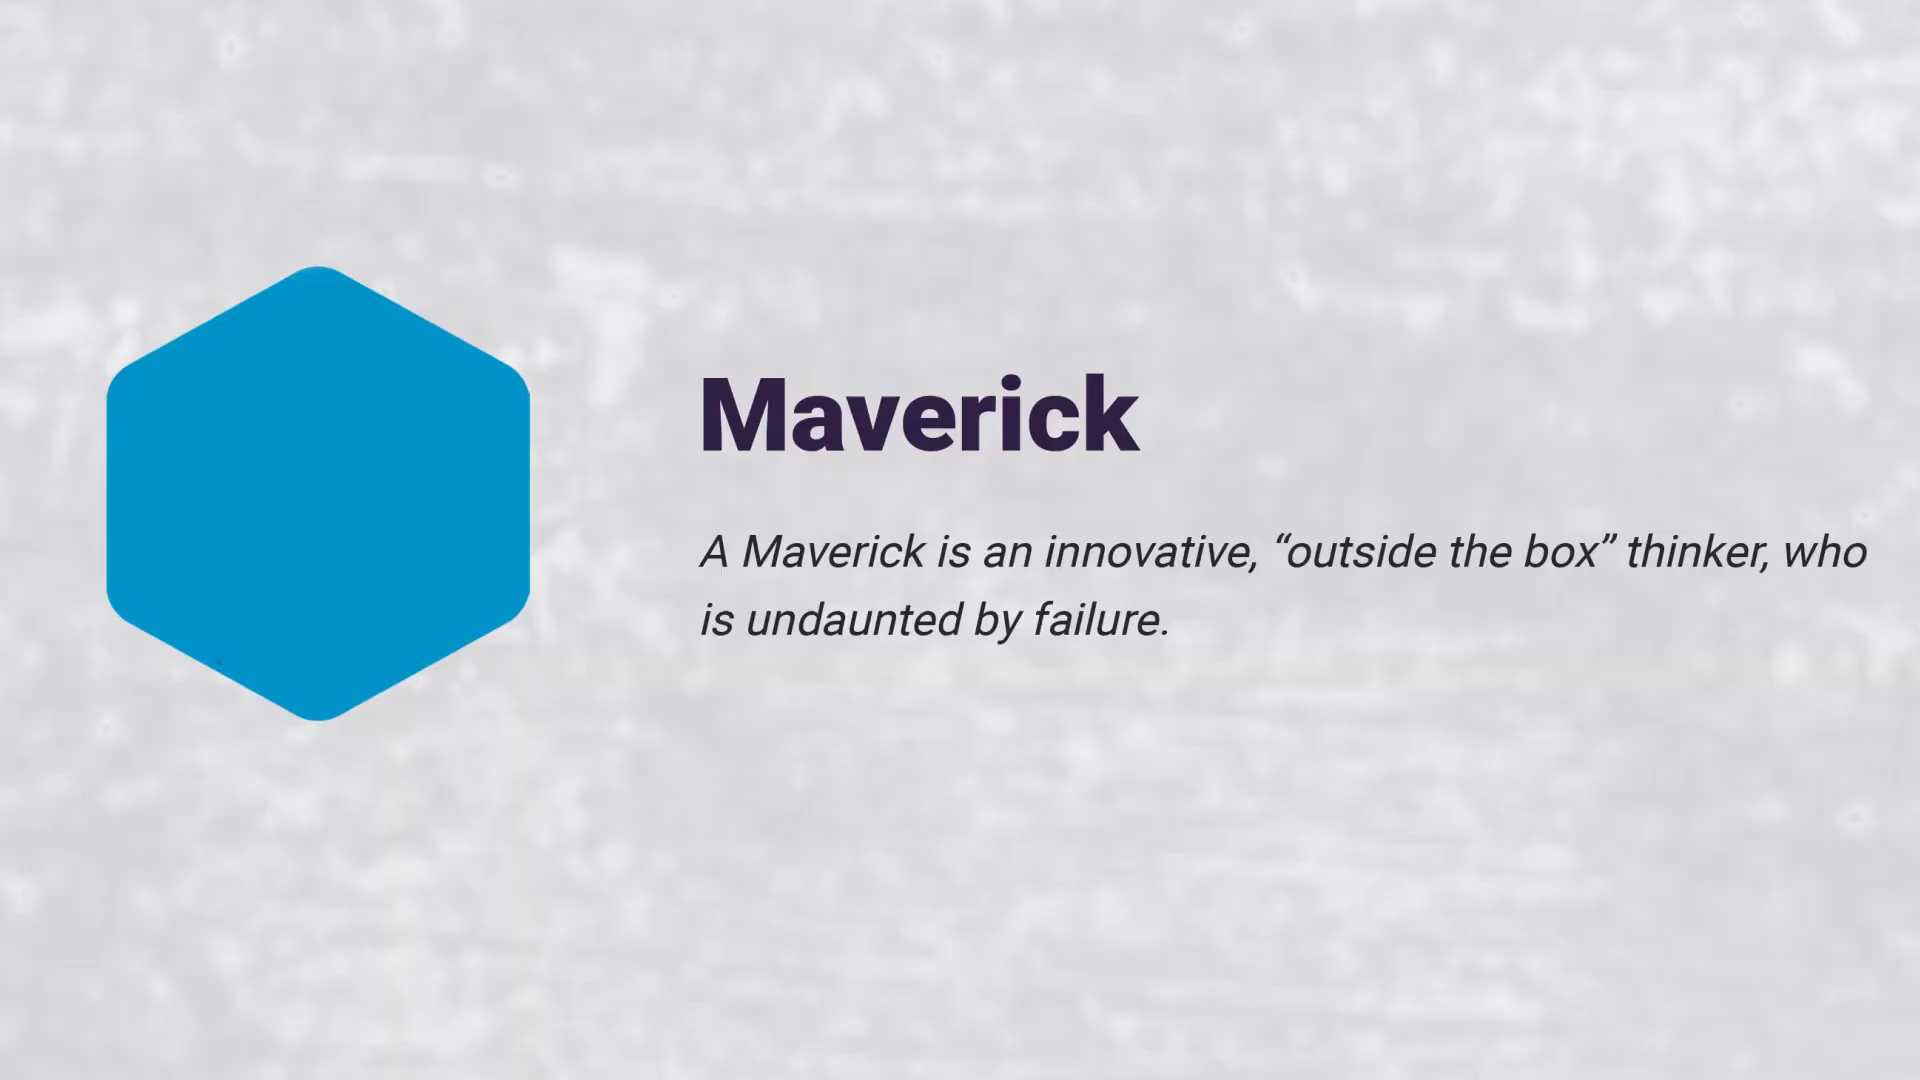 Maverick
A Maverick is an innovative, “outside the box” thinker, who
is undaunted by failure.